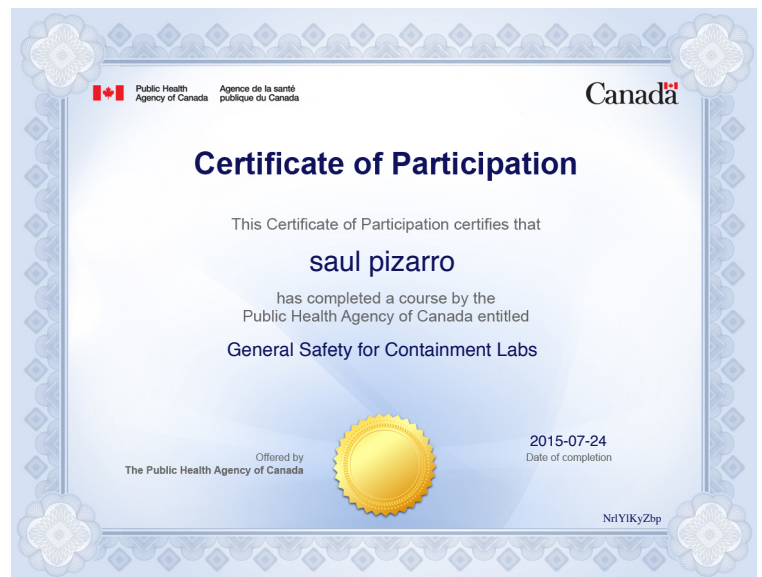 Public Health
Agency of Canada
Agence de la santé
publique du Canada
Canada
Certificate of Participation
This Certificate of Participation certifies that
saul pizarro
has completed a course by the
Public Health Agency of Canada entitled
General Safety for Containment Labs
Offered by
The Public Health Agency of Canada
2015-07-24
Date of completion
NrlYlKyZbp